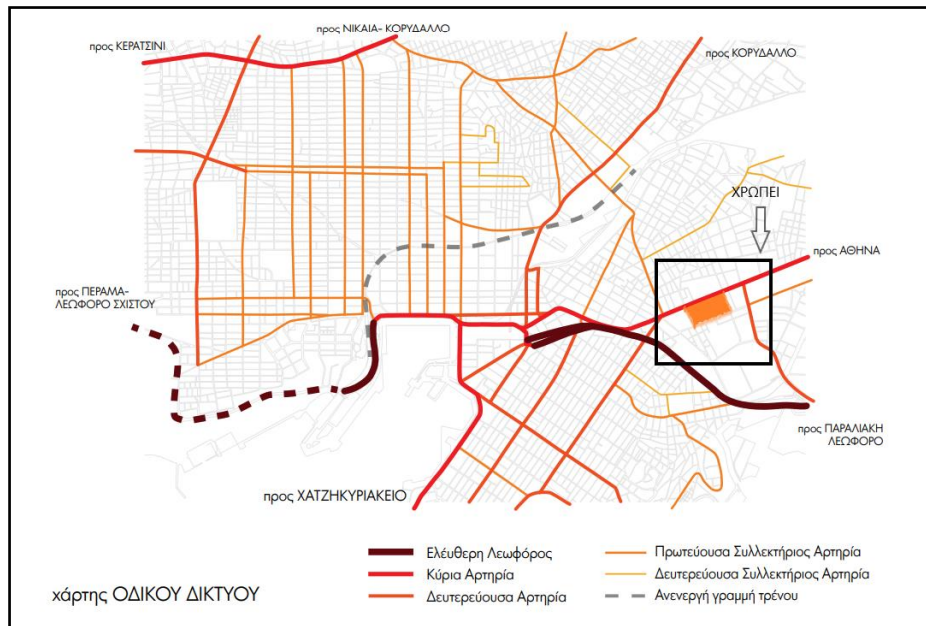 προς ΝΙΚΑΙΑ- ΚΟΡΥΔΑΛΛΟ
προς ΚΕΡΑΤΣΙΝΙ
προς ΚΟΡΥΔΑΛΛΟ
ΧΡΩΠΕΙ
προς ΑΘΗΝΑ
προς ΠΕΡΑΜΑ-
ΛΕΩΦΟΡΟ ΣΧΙΣΤΟΥ
προς ΠΑΡΑΛΙΑΚΗ
ΛΕΩΦΟΡΟ
προς ΧΑΤΖΗΚΥΡΙΑΚΕΙΟ
Ελέυθερη Λεωφόρος
Κύρια Αρτηρία
Δευτερεύουσα Αρτηρία
Πρωτεύουσα Συλλεκτήριος Αρτηρία
Δευτερεύουσα Συλλεκτήριος Αρτηρία
Ανενεργή γραμμή τρένου
χάρτης ΟΔΙΚΟΥ ΔΙΚΤΥΟΥ